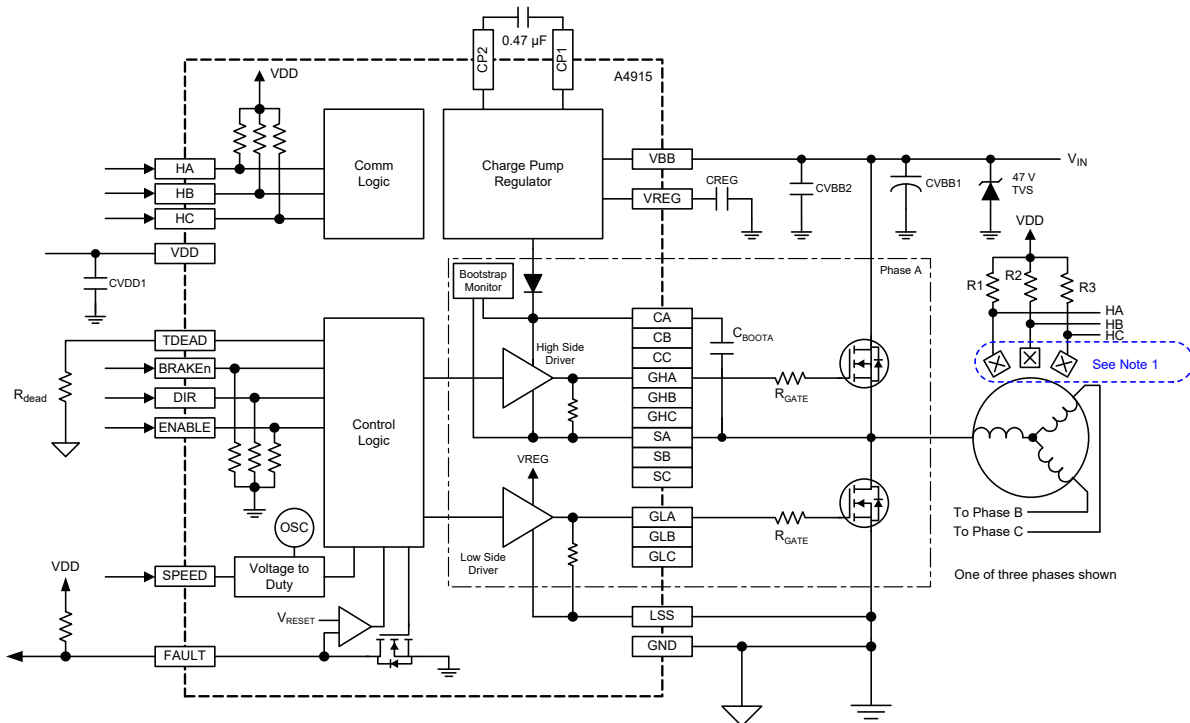 CP2
0.47 µF
CP1
A4915
VDD
HA
HB
HC
VDD
CVDD1
Comm
Logic
Charge Pump
Regulator
VBB
VREG
CREG
CVBB2
CVBB1
47 V
TVS
VIN
VDD
R1
R2
R3
HA
HB
HC
See Note 1
Phase A
Bootstrap
Monitor
High Side
Driver
CA
CB
CC
GHA
GHB
GHC
SA
SB
SC
CBOOTA
RGATE
TDEAD
BRAKEn
DIR
ENABLE
Rdead
Control
Logic
VREG
Low Side
Driver
GLA
GLB
GLC
RGATE
To Phase B
To Phase C
One of three phases shown
OSC
SPEED
Voltage to
Duty
VDD
VRESET
FAULT
LSS
GND